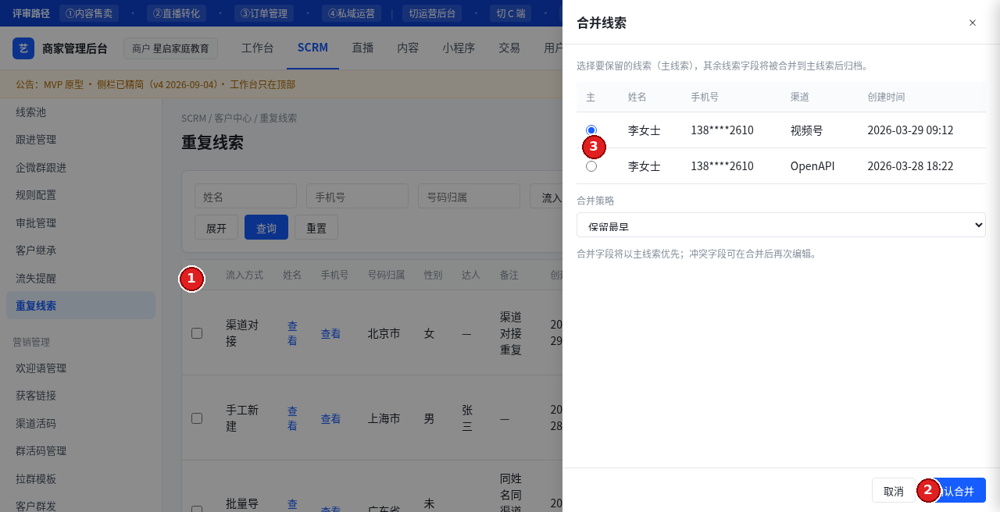 评审路径 ①内容售卖 • ②直播转化 • ③订单管理 • ④私域运营 | 切运营后台 切 C 端 •
艺 商家管理后台 商户 星启家庭教育 工作台 SCRM 直播 内容 小程序 交易 用户
公告：MVP 原型 · 侧栏已精简（v4 2026-09-04）· 工作台只在顶部
线索池
跟进管理
企微群跟进
规则配置
审批管理
客户继承
流失提醒
重复线索
营销管理
欢迎语管理
获客链接
渠道活码
群活码管理
拉群模板
客户群发
SCRM / 客户中心 / 重复线索
重复线索
姓名 手机号 号码归属 流入
展开 查询 重置
1
流入方式 姓名 手机号 号码归属 性别 达人 备注
渠道对接 查看 查看 北京市 女 — 渠道对接重复 20
29
手工新建 查看 查看 上海市 男 张三 — 20
28
批量导 查 查看 广东省 未 同姓名同渠道 20
合并线索 ×
选择要保留的线索（主线索），其余线索字段将被合并到主线索后归档。
主 姓名 手机号 渠道 创建时间
李女士 138****2610 视频号 2026-03-29 09:12
3
李女士 138****2610 OpenAPI 2026-03-28 18:22
合并策略
保留最早
合并字段将以主线索优先；冲突字段可在合并后再次编辑。
取消 2 认合并